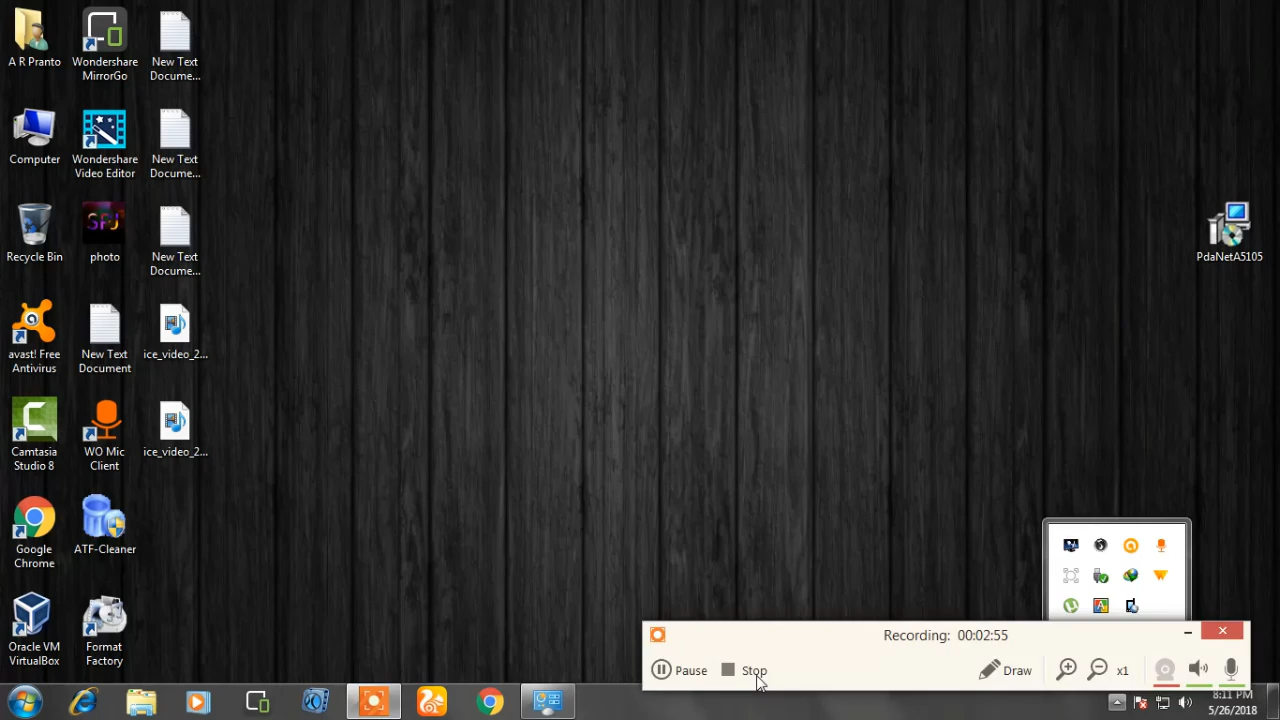 A R Pranto
Wondershare
MirrorGo
New Text
Docume...
Computer
Wondershare
Video Editor
New Text
Docume...
Recycle Bin
photo
New Text
Docume...
avast! Free
Antivirus
New Text
Document
ice_video_2...
Camtasia
Studio 8
WO Mic
Client
ice_video_2...
Google
Chrome
ATF-Cleaner
Oracle VM
VirtualBox
Format
Factory
PdaNetA5105
SFJ
Recording: 00:02:55
Pause
Stop
Draw
x1
8:11 PM
5/26/2018